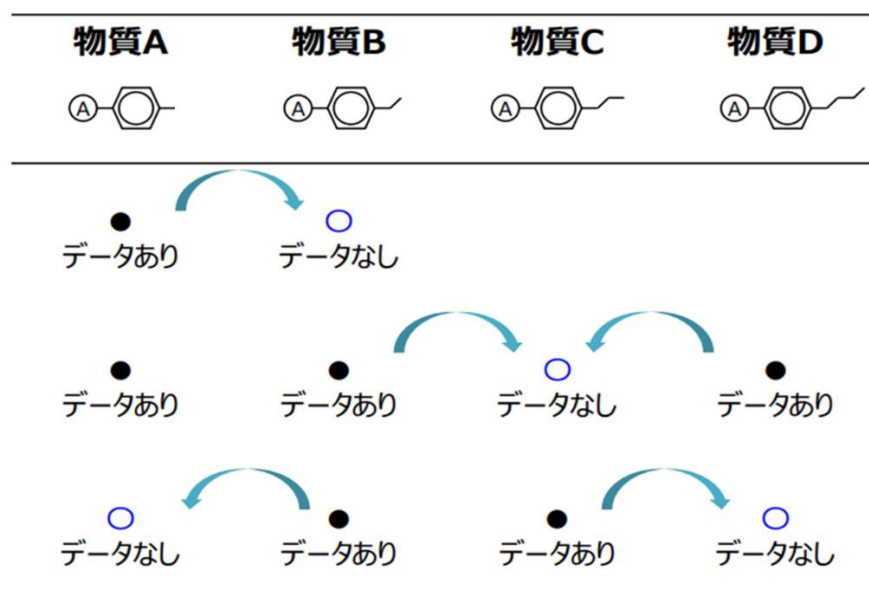 物質A 物質B 物質C 物質D
A A A A
データあり データなし
データあり データあり データなし データあり
データなし データあり データあり データなし